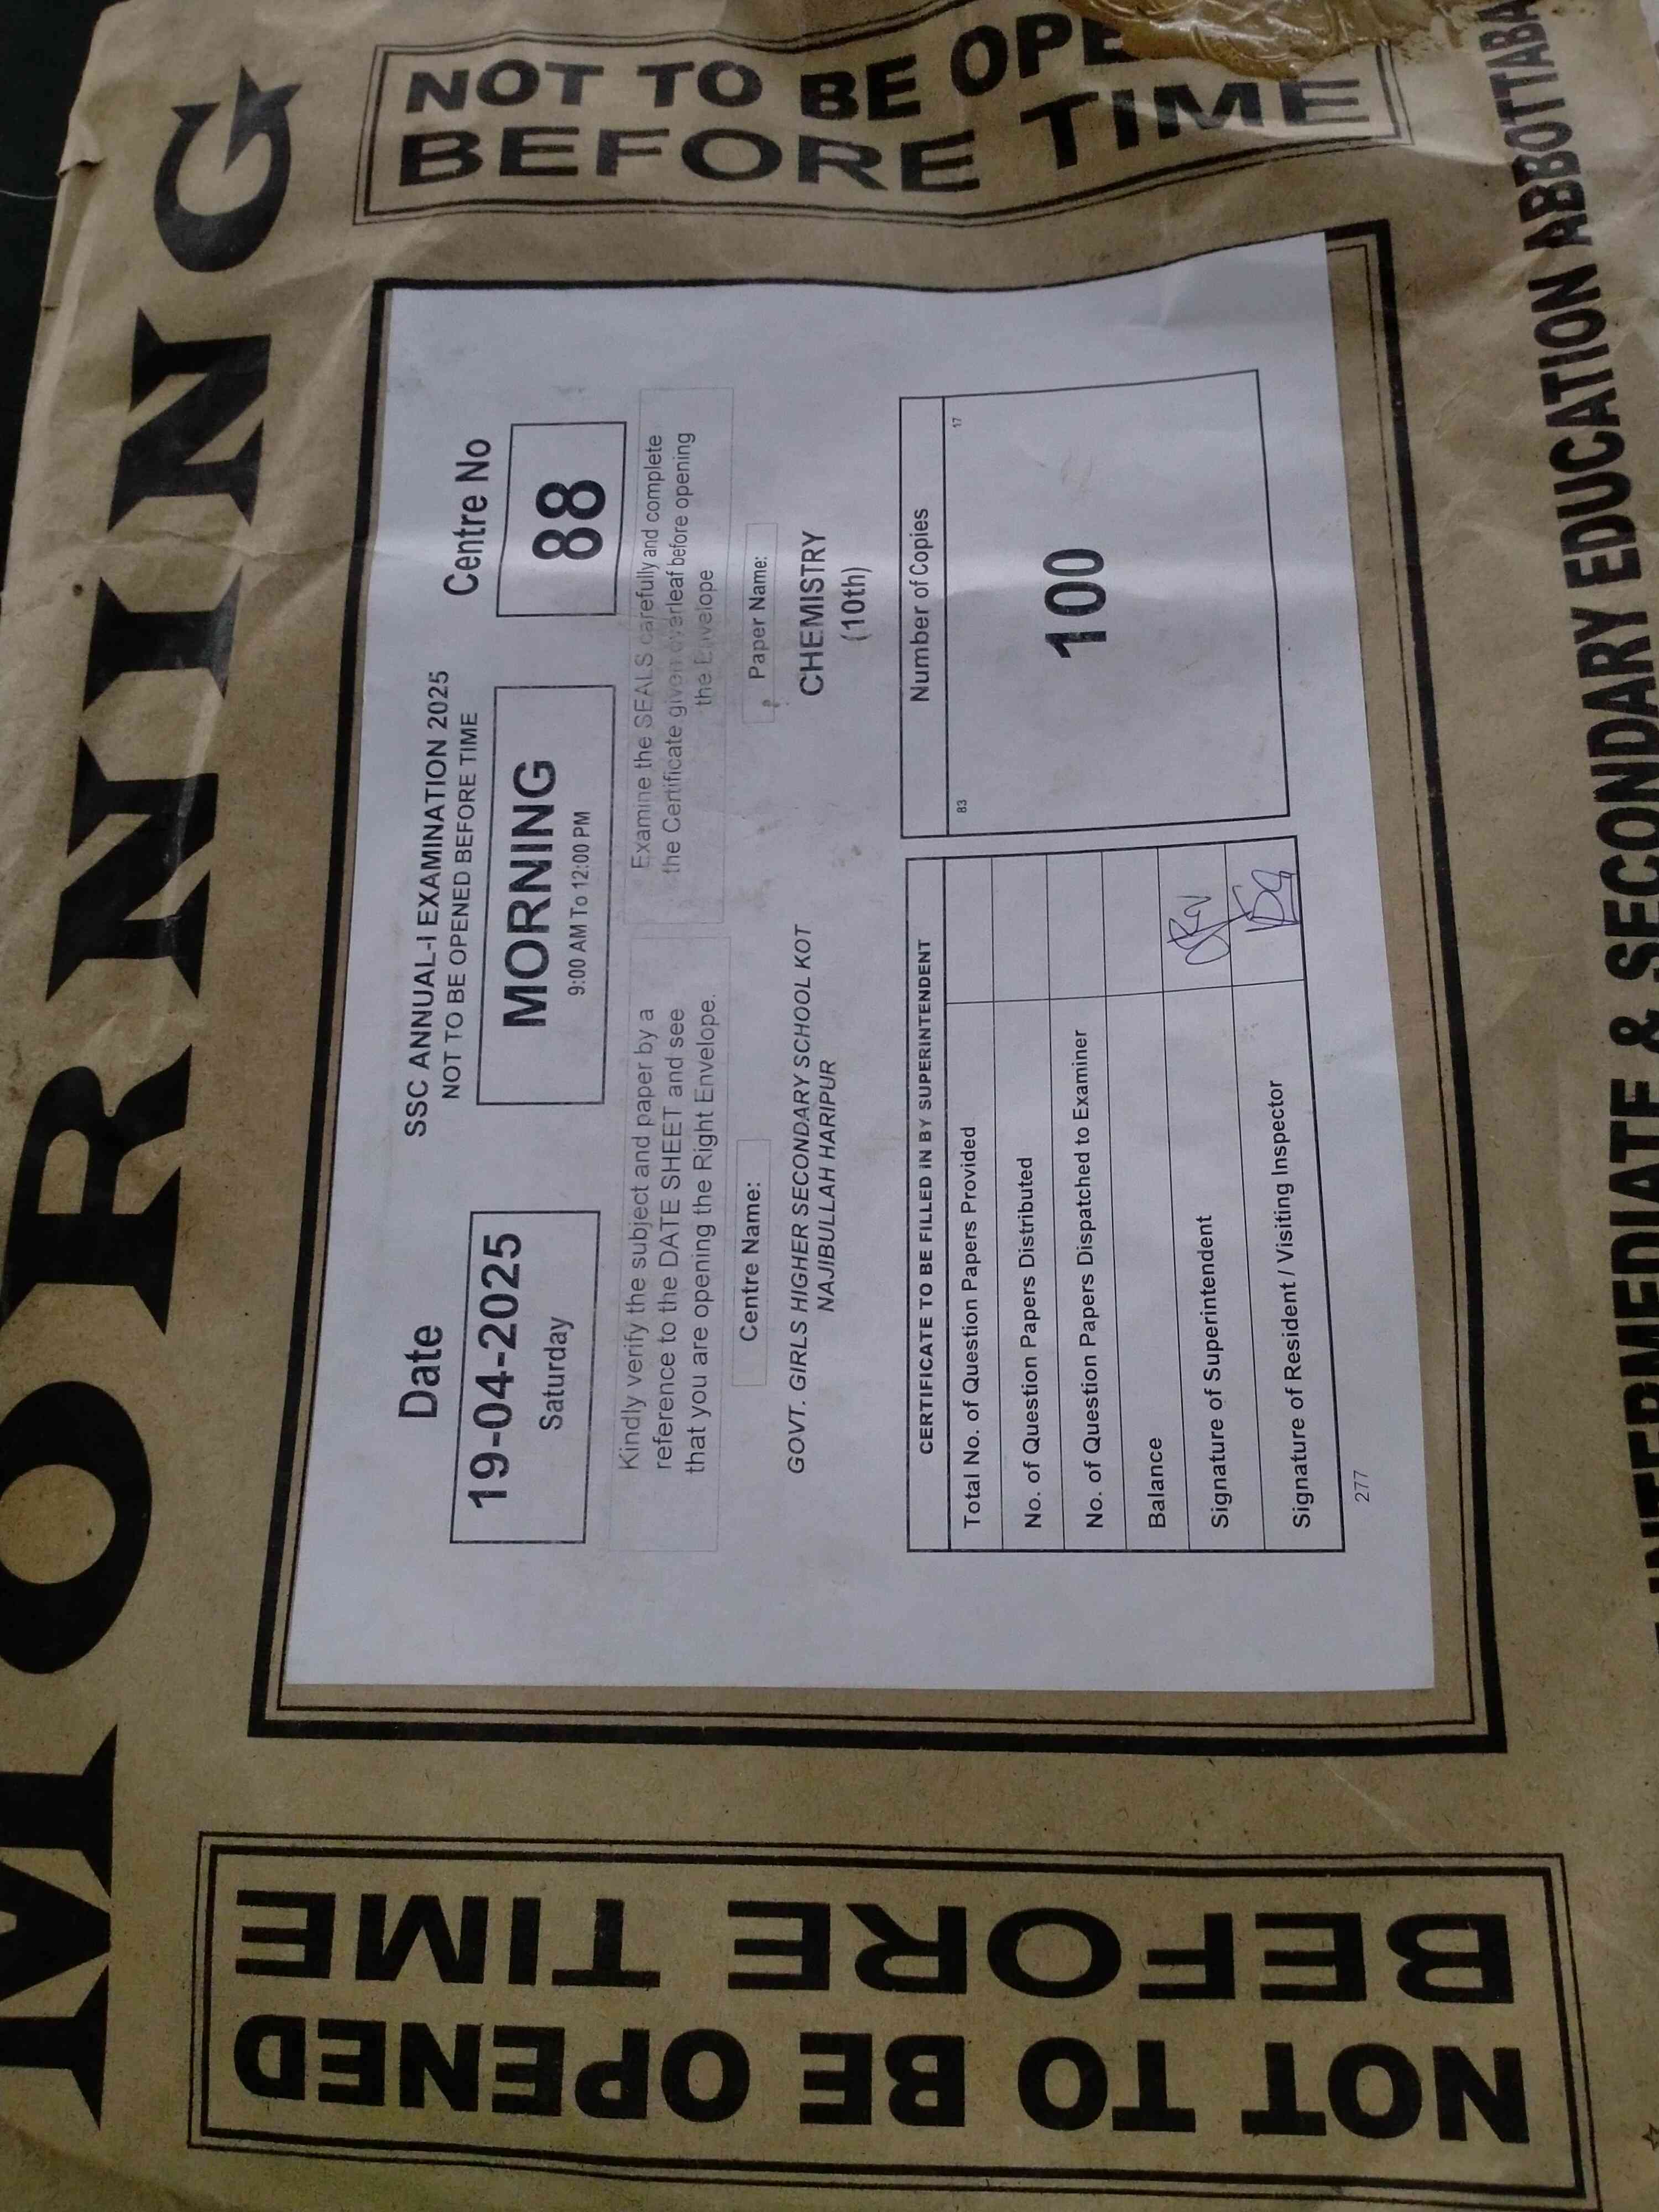 MORNING
NOT TO BE OPENED
BEFORE TIME
NOT TO BE OPE
BEFORE TIME
SSC ANNUAL-I EXAMINATION 2025
NOT TO BE OPENED BEFORE TIME
Date
19-04-2025
Saturday
MORNING
9:00 AM To 12:00 PM
Centre No
88
Kindly verify the subject and paper by a
reference to the DATE SHEET and see
that you are opening the Right Envelope.
Examine the SEALS carefully and complete
the Certificate given overleaf before opening
the Envelope
Centre Name:
GOVT. GIRLS HIGHER SECONDARY SCHOOL KOT
NAJIBULLAH HARIPUR
Paper Name:
CHEMISTRY
(10th)
CERTIFICATE TO BE FILLED IN BY SUPERINTENDENT
Total No. of Question Papers Provided
No. of Question Papers Distributed
No. of Question Papers Dispatched to Examiner
Balance
Signature of Superintendent
Signature of Resident / Visiting Inspector
Number of Copies
83 17
100
277
INTERMEDIATE & SECONDARY EDUCATION ABBOTTABA